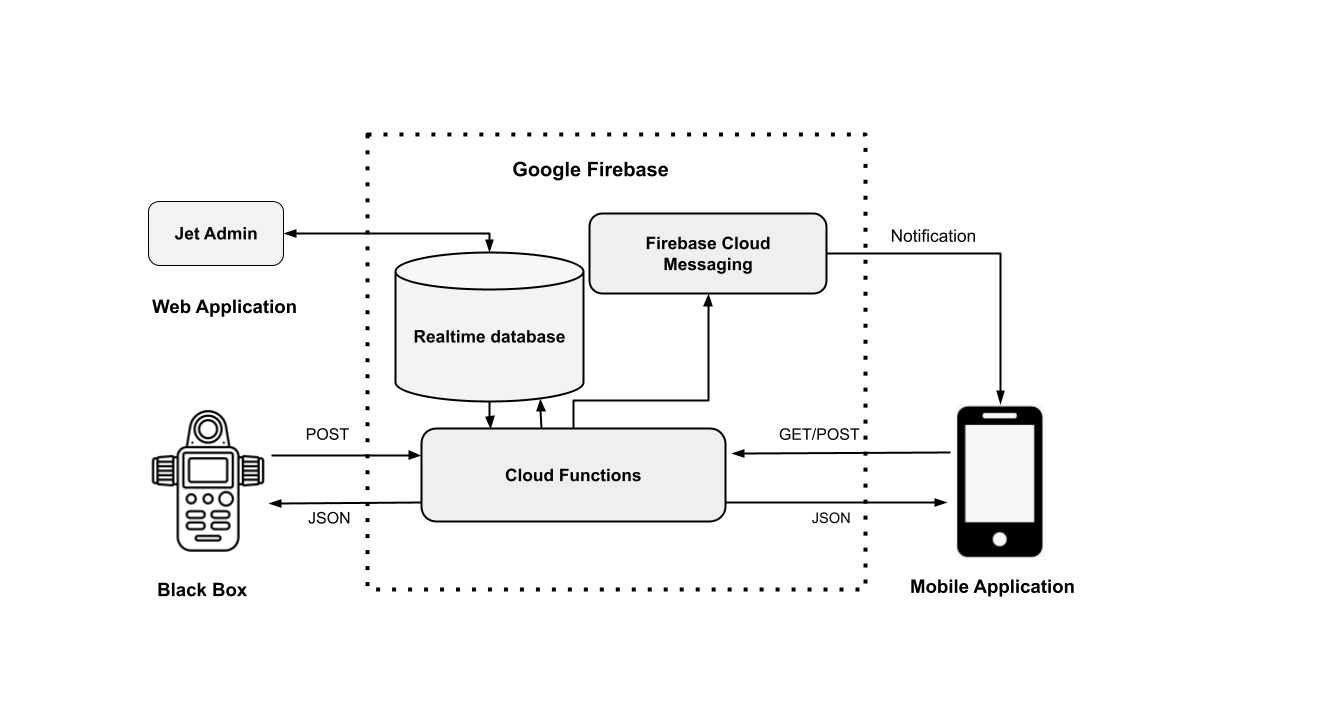 Google Firebase
Jet Admin
Firebase Cloud
Messaging
Notification
Web Application
Realtime database
POST
GET/POST
Cloud Functions
JSON
JSON
Black Box
Mobile Application